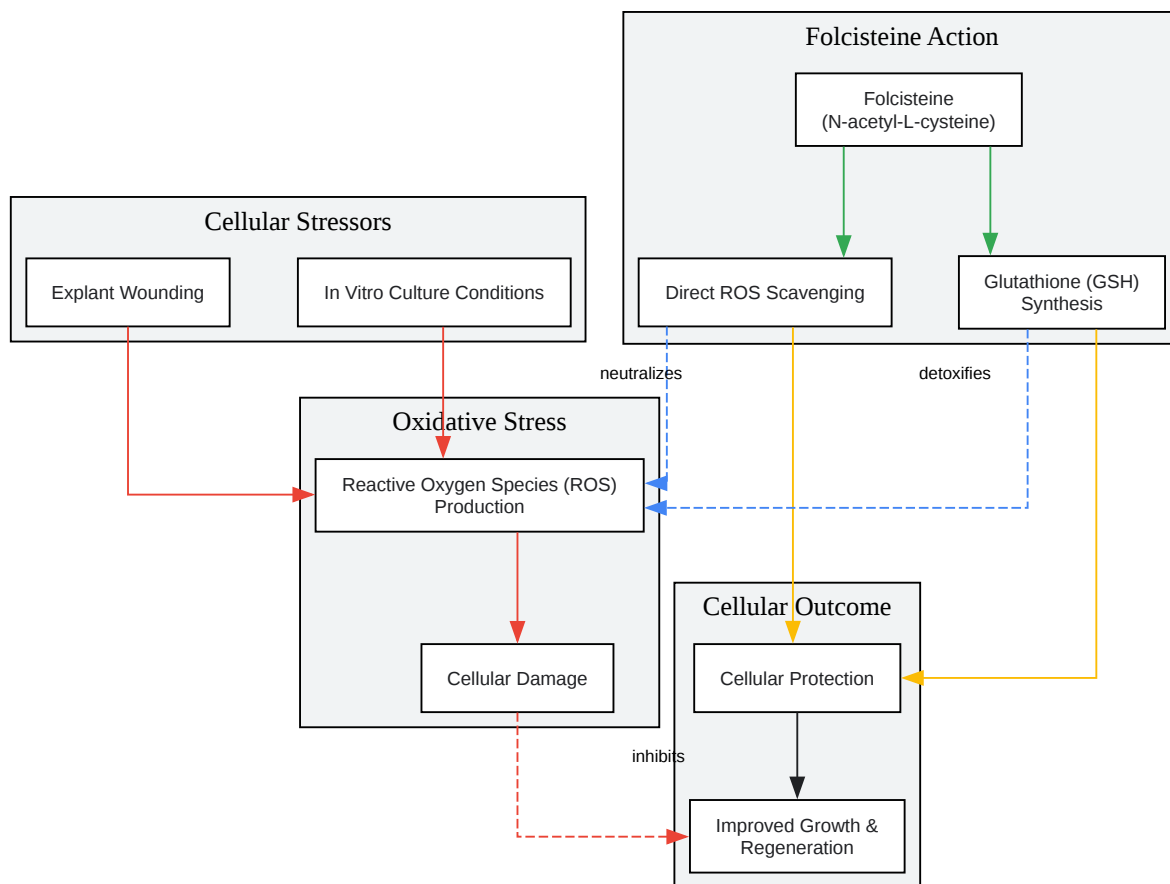 Folcisteine Action
Folcisteine
(N-acetyl-L-cysteine)
Cellular Stressors
Explant Wounding
In Vitro Culture Conditions
Direct ROS Scavenging
Glutathione (GSH)
Synthesis
neutralizes
detoxifies
Oxidative Stress
Reactive Oxygen Species (ROS)
Production
Cellular Outcome
Cellular Damage
Cellular Protection
inhibits
Improved Growth &
Regeneration